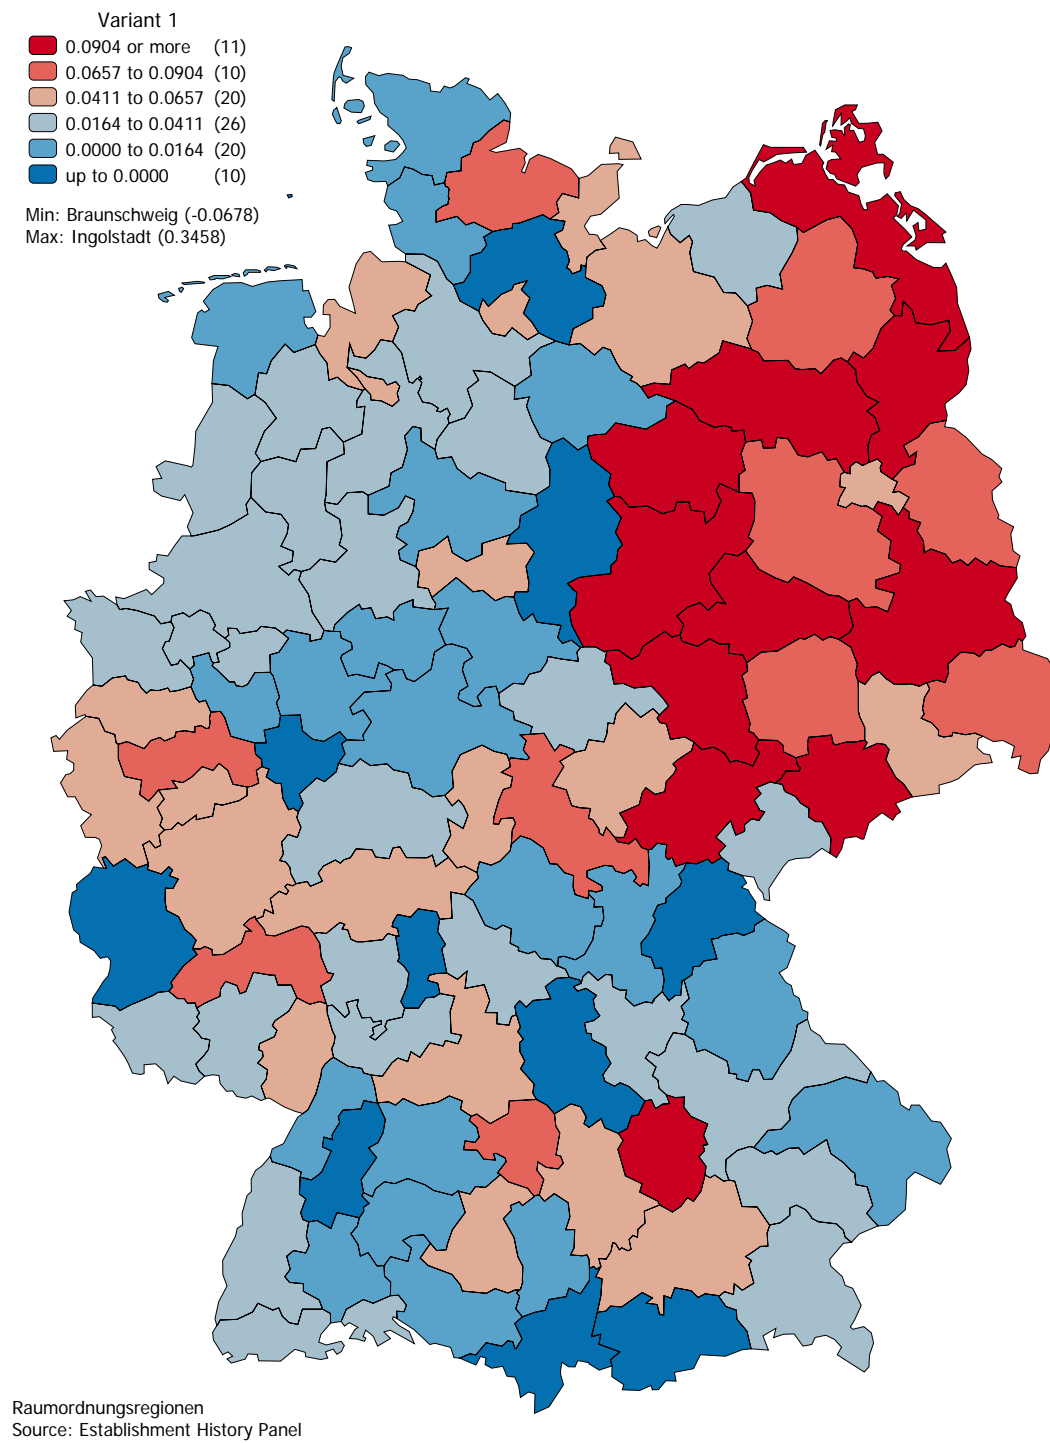 Variant 1
0.0904 or more (11)
0.0657 to 0.0904 (10)
0.0411 to 0.0657 (20)
0.0164 to 0.0411 (26)
0.0000 to 0.0164 (20)
up to 0.0000 (10)
Min: Braunschweig (-0.0678)
Max: Ingolstadt (0.3458)
Raumordnungsregionen
Source: Establishment History Panel